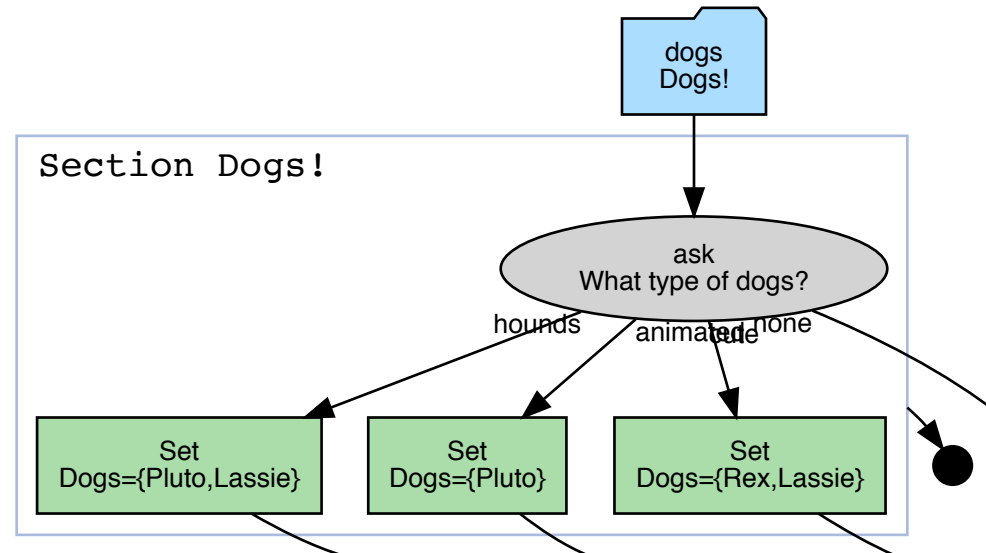 dogs
Dogs!
Section Dogs!
ask
What type of dogs?
hounds
animated
cute
none
Set
Dogs={Pluto,Lassie}
Set
Dogs={Pluto}
Set
Dogs={Rex,Lassie}